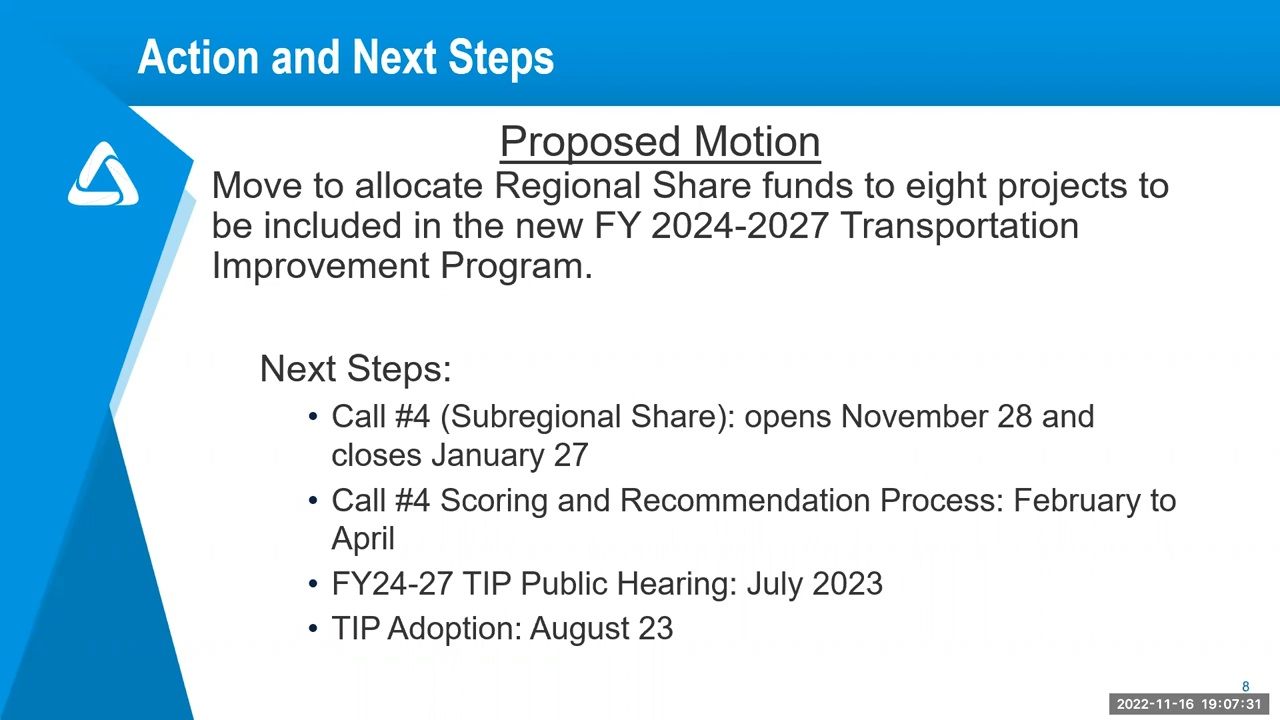 Action and Next Steps
Proposed Motion
Move to allocate Regional Share funds to eight projects to
be included in the new FY 2024-2027 Transportation
Improvement Program.
Next Steps:
• Call #4 (Subregional Share): opens November 28 and
closes January 27
• Call #4 Scoring and Recommendation Process: February to
April
• FY24-27 TIP Public Hearing: July 2023
• TIP Adoption: August 23
8
2022-11-16 19:07:31